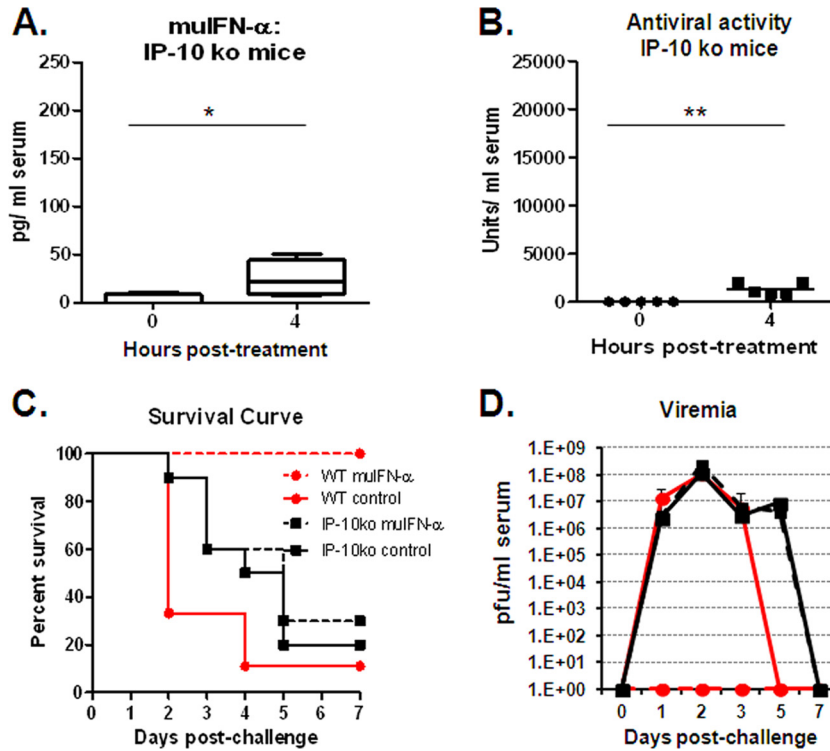 A.
muIFN-α:
IP-10 ko mice
250
200
150
100
50
0
pg/ ml serum
*
0 4
Hours post-treatment
B.
Antiviral activity
IP-10 ko mice
25000
20000
15000
10000
5000
0
Units/ ml serum
**
0 4
Hours post-treatment
C.
Survival Curve
100
80
60
40
20
0
Percent survival
WT muIFN-α
WT control
IP-10ko muIFN-α
IP-10ko control
0 1 2 3 4 5 6 7
Days post-challenge
D.
Viremia
1.E+09
1.E+08
1.E+07
1.E+06
1.E+05
1.E+04
1.E+03
1.E+02
1.E+01
1.E+00
pfu/ml serum
0 1 2 3 5 7
Days post-challenge